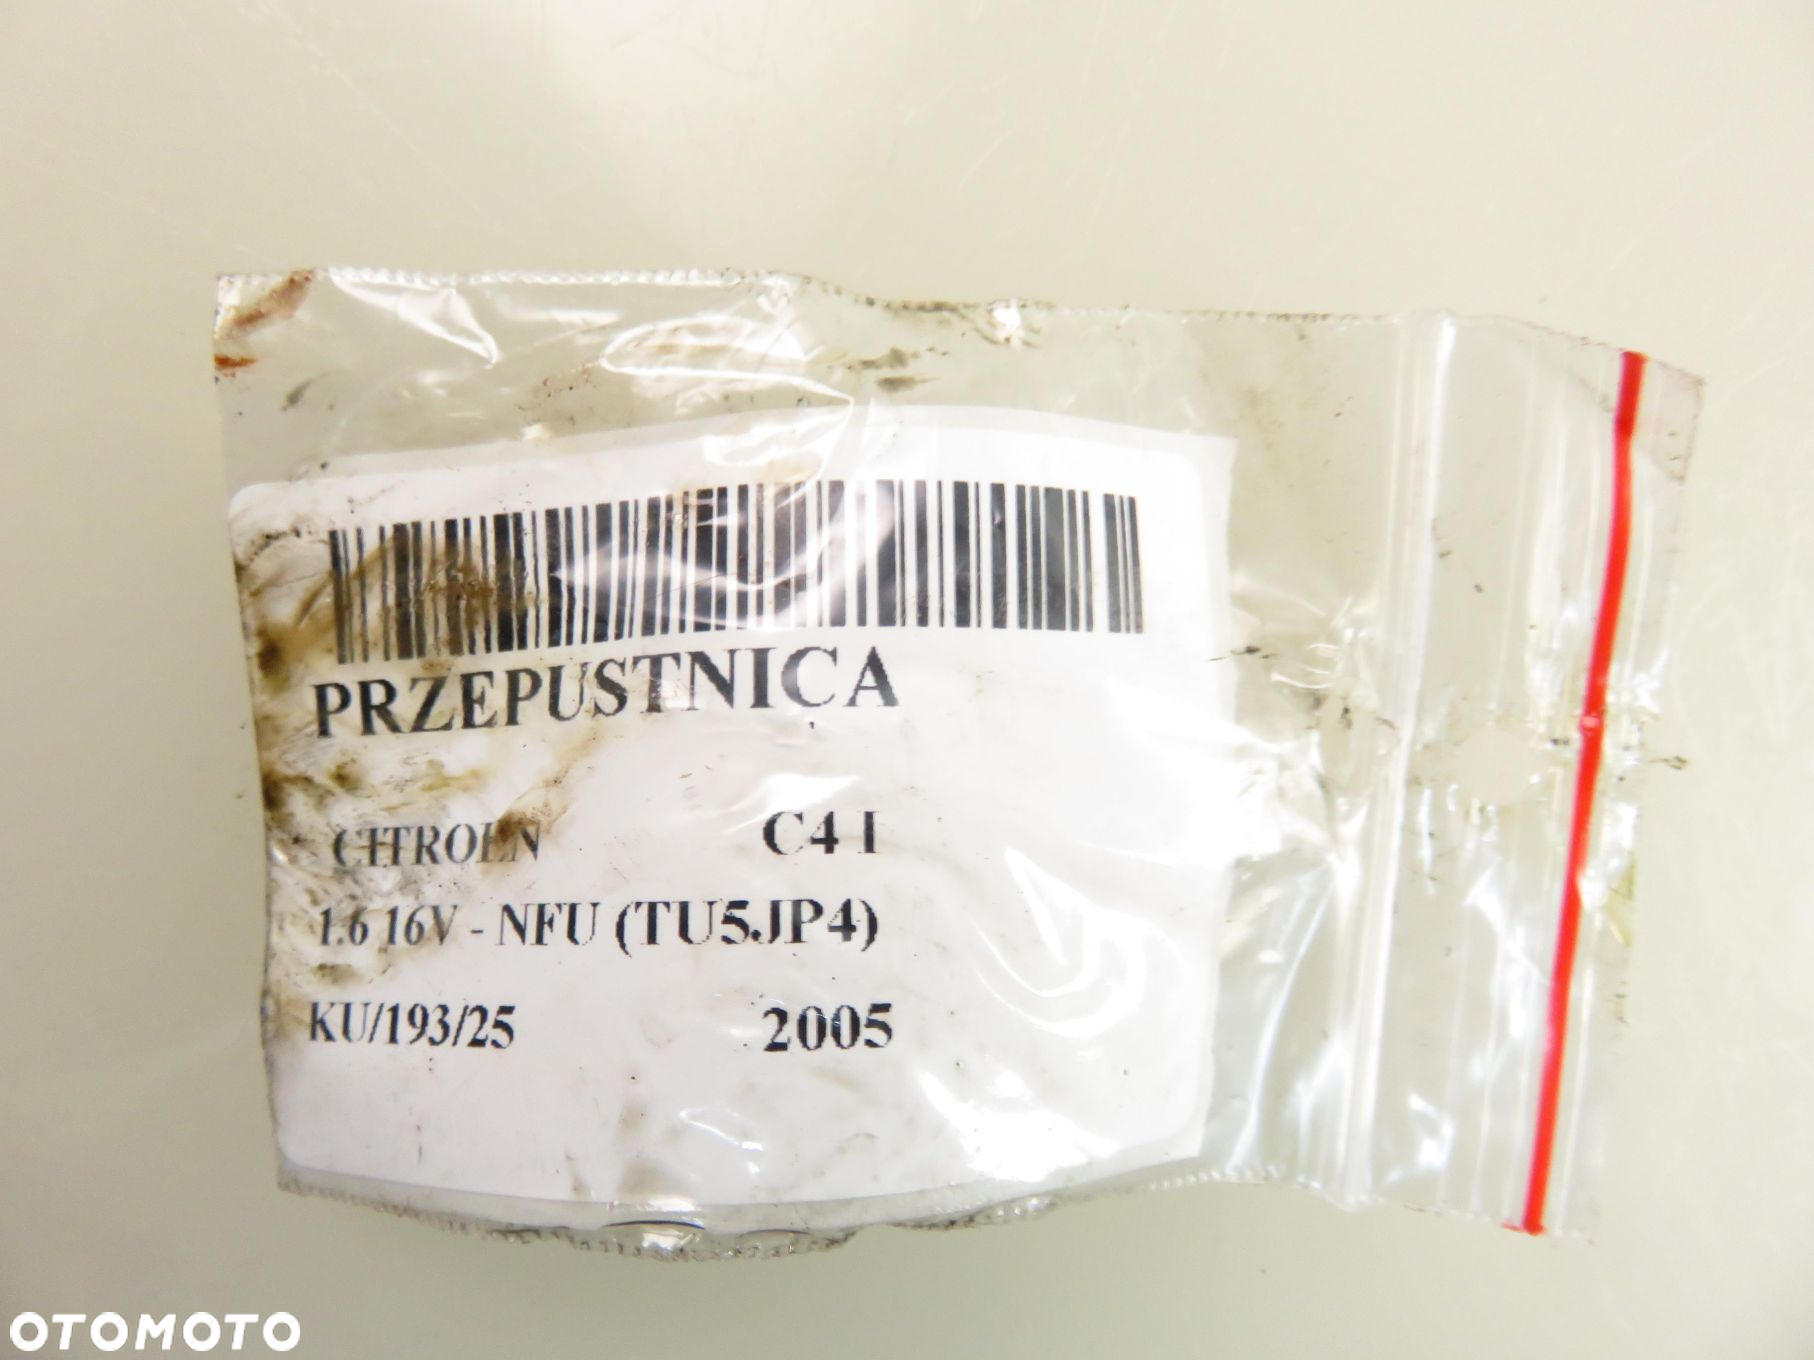 PRZEPUSTNICA
CITROEN C4 I
1.6 16V - NFU (TU5JP4)
KU/193/25 2005
OTOMOTO